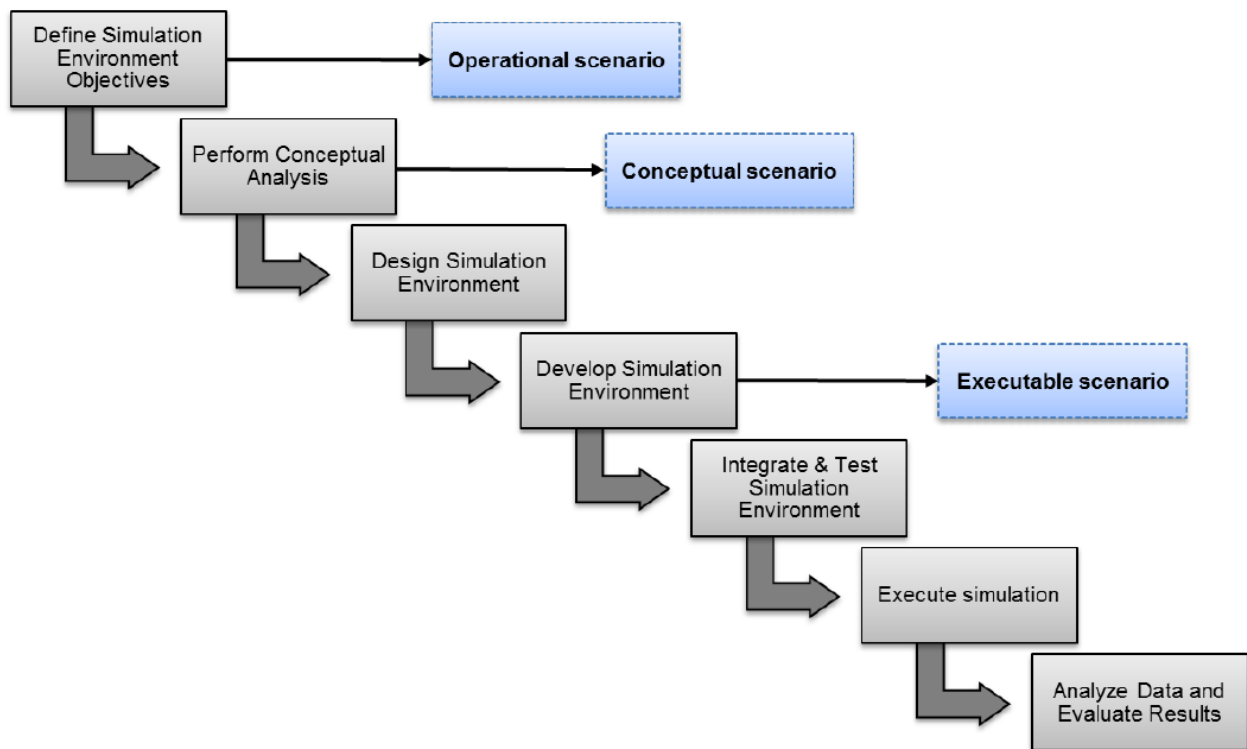 Define Simulation
Environment
Objectives
Operational scenario
Perform Conceptual
Analysis
Conceptual scenario
Design Simulation
Environment
Develop Simulation
Environment
Executable scenario
Integrate & Test
Simulation
Environment
Execute simulation
Analyze Data and
Evaluate Results